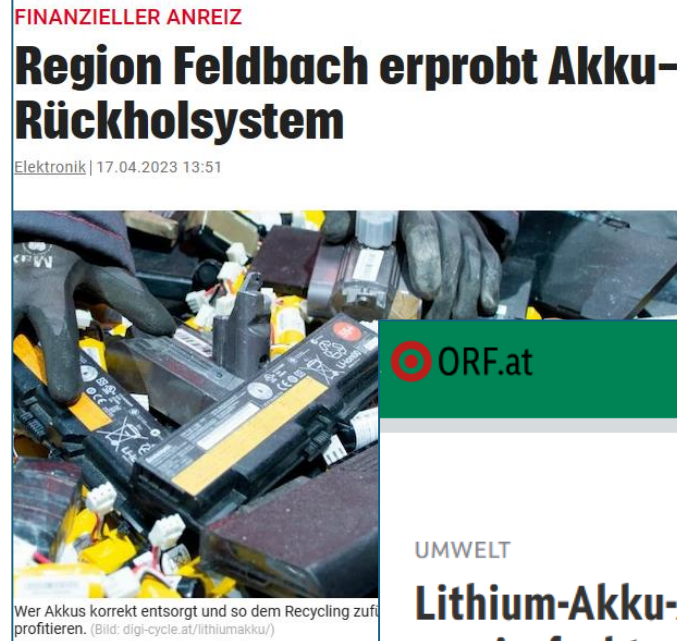 FINANZIELLER ANREIZ
Region Feldbach erprobt Akku-
Rückholsystem
Elektronik | 17.04.2023 13:51
Wer Akkus korrekt entsorgt und so dem Recycling
profitieren. (Bild: digi-cycle.at/lithiumakku/)
ORF.at
UMWELT
Lithium-Akku-